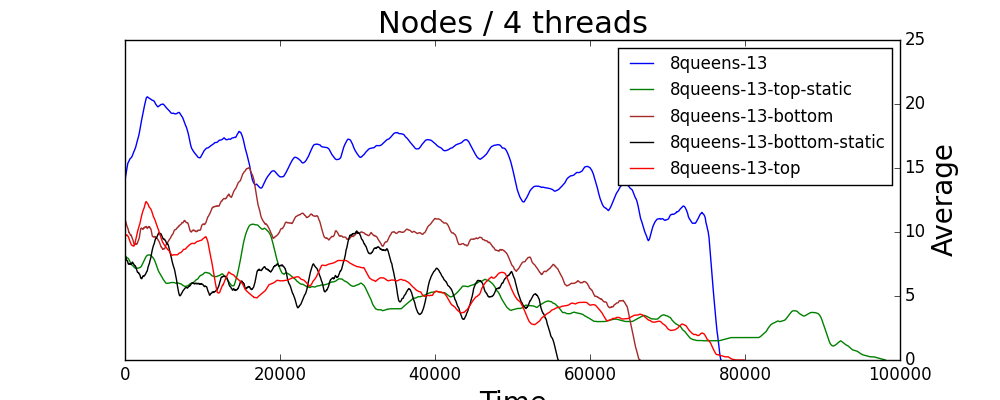 Nodes / 4 threads
8queens-13
8queens-13-top-static
8queens-13-bottom
8queens-13-bottom-static
8queens-13-top
25
20
15
10
5
0
Average
0 20000 40000 60000 80000 100000
Time